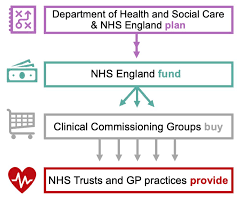 Department of Health and Social Care
& NHS England plan
NHS England fund
Clinical Commissioning Groups buy
NHS Trusts and GP practices provide